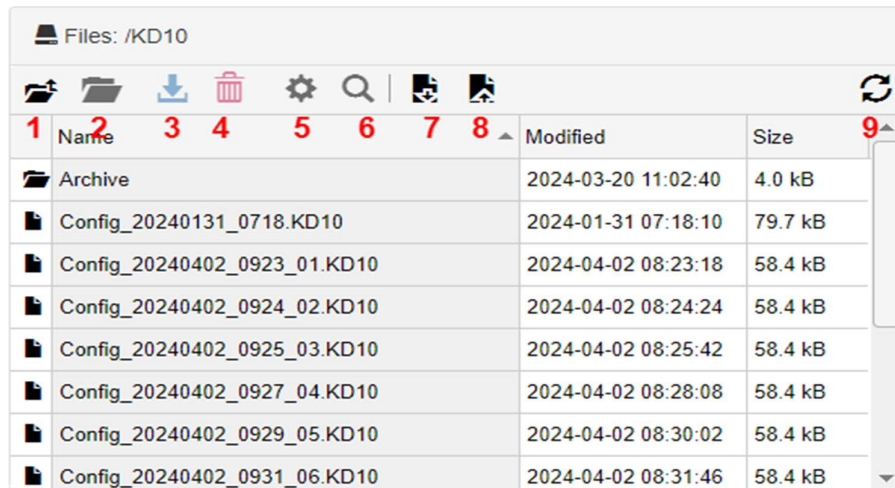 Files: /KD10
1 2 3 4 5 6 7 8 9
Name Modified Size
Archive 2024-03-20 11:02:40 4.0 kB
Config_20240131_0718.KD10 2024-01-31 07:18:10 79.7 kB
Config_20240402_0923_01.KD10 2024-04-02 08:23:18 58.4 kB
Config_20240402_0924_02.KD10 2024-04-02 08:24:24 58.4 kB
Config_20240402_0925_03.KD10 2024-04-02 08:25:42 58.4 kB
Config_20240402_0927_04.KD10 2024-04-02 08:28:08 58.4 kB
Config_20240402_0929_05.KD10 2024-04-02 08:30:02 58.4 kB
Config_20240402_0931_06.KD10 2024-04-02 08:31:46 58.4 kB